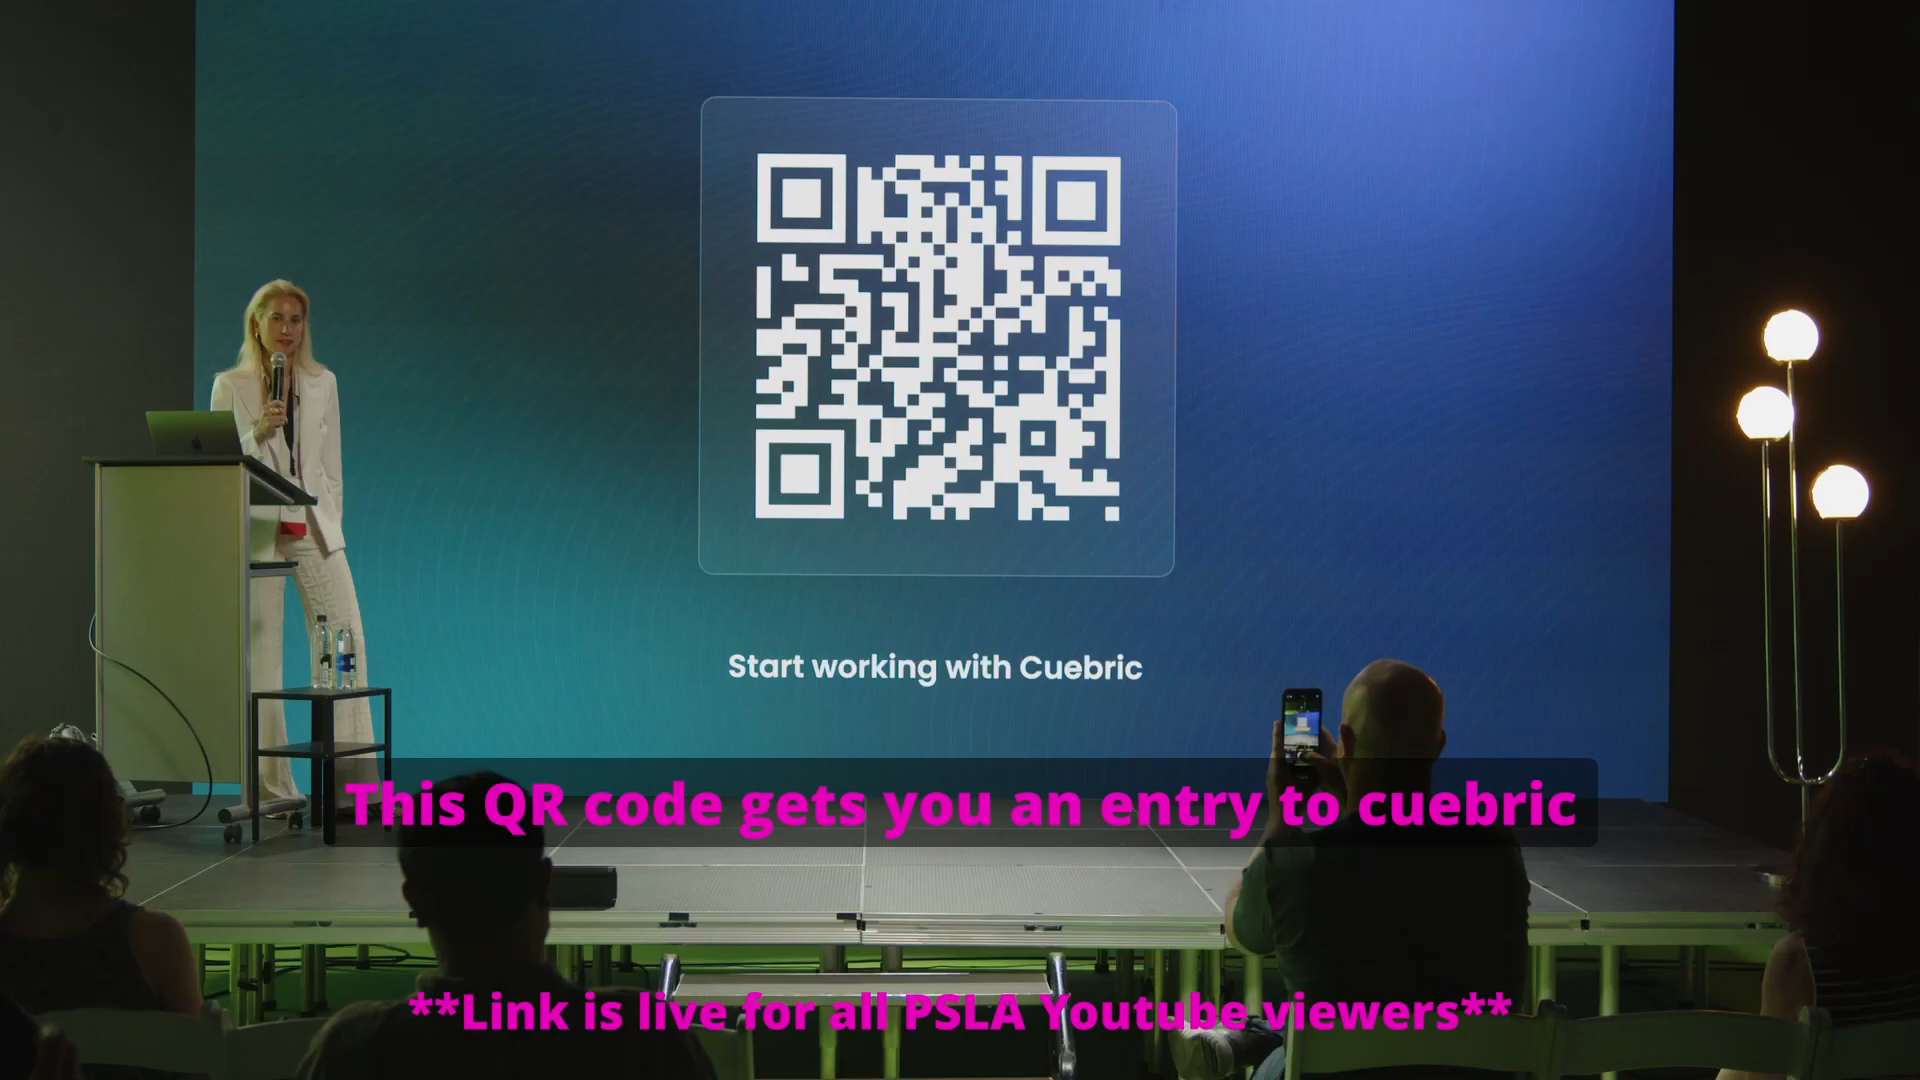 Start working with Cuebric
This QR code gets you an entry to cuebric
**Link is live for all PSLA Youtube viewers**